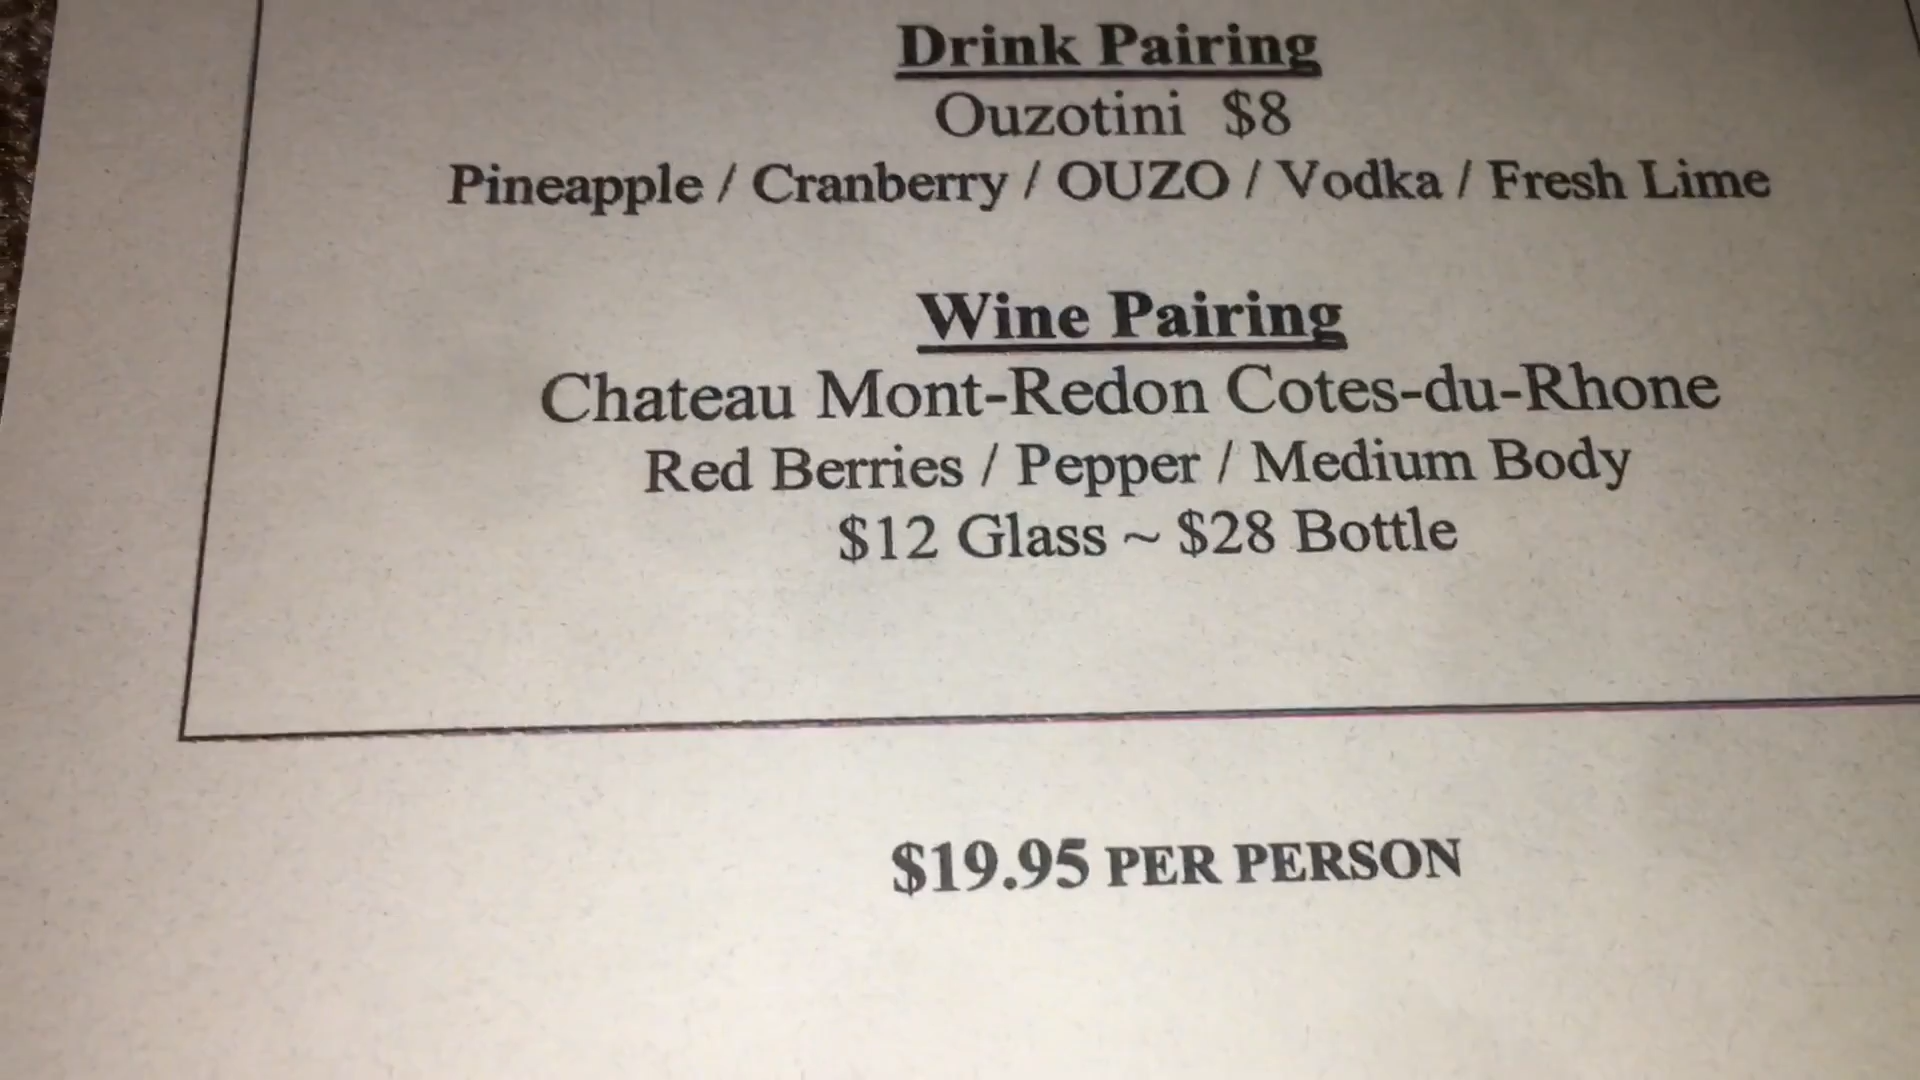 Drink Pairing
Ouzotini $8
Pineapple / Cranberry / OUZO / Vodka / Fresh Lime
Wine Pairing
Chateau Mont-Redon Cotes-du-Rhone
Red Berries / Pepper / Medium Body
$12 Glass ~ $28 Bottle
$19.95 PER PERSON